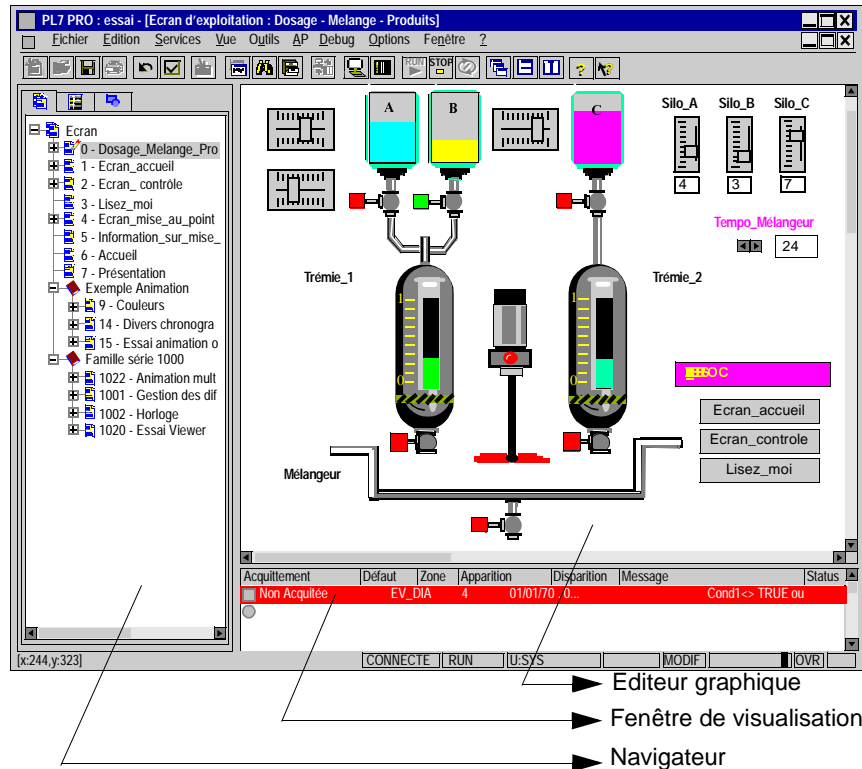 PL7 PRO : essai - [Ecran d'exploitation : Dosage - Melange - Produits]
Fichier Edition Services Vue Outils AP Debug Options Fenêtre ?
RUN STOP
Ecran
0 - Dosage_Melange_Pro
1 - Ecran_accueil
2 - Ecran_ contrôle
3 - Lisez_moi
4 - Ecran_mise_au_point
5 - Information_sur_mise_
6 - Accueil
7 - Présentation
Exemple Animation
9 - Couleurs
14 - Divers chronogra
15 - Essai animation o
Famille série 1000
1022 - Animation mult
1001 - Gestion des dif
1002 - Horloge
1020 - Essai Viewer
A B C
Silo_A Silo_B Silo_C
4 3 7
Tempo_Mélangeur
24
Trémie_1 Trémie_2
1 1
0 0
Ecran_accueil
Ecran_controle
Lisez_moi
Mélangeur
Acquittement Défaut Zone Apparition Disparition Message Status
Non Acquitée EV_DIA 4 01/01/70 . 0... Cond1<> TRUE ou
[x:244,y:323] CONNECTE RUN U:SYS MODIF OVR
Editeur graphique
Fenêtre de visualisation
Navigateur